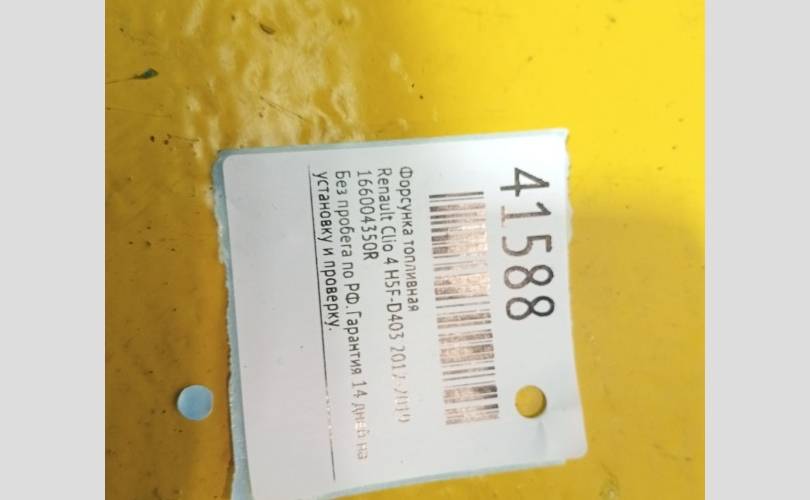 41588
Форсунка топливная
Renault Clio 4 H5F-D403 2012-2019
166004350R
Без пробега по РФ. Гарантия 14 дней на
установку и проверку.